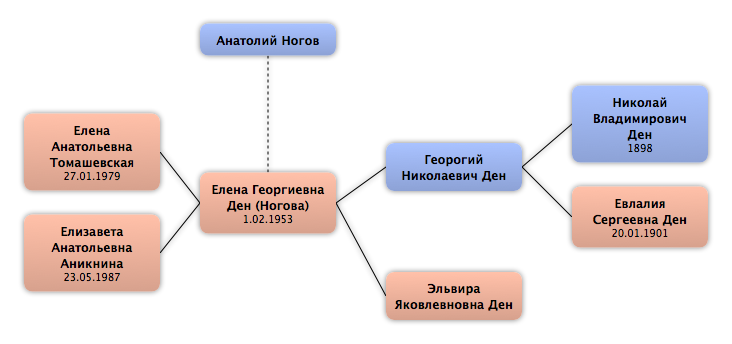 Анатолий Ногов
Елена
Анатольевна
Томашевская
27.01.1979
Елизавета
Анатольевна
Аникнина
23.05.1987
Елена Георгиевна
Ден (Ногова)
1.02.1953
Георогий
Николаевич Ден
Эльвира
Яковлевновна Ден
Николай
Владимирович
Ден
1898
Евлалия
Сергеевна Ден
20.01.1901